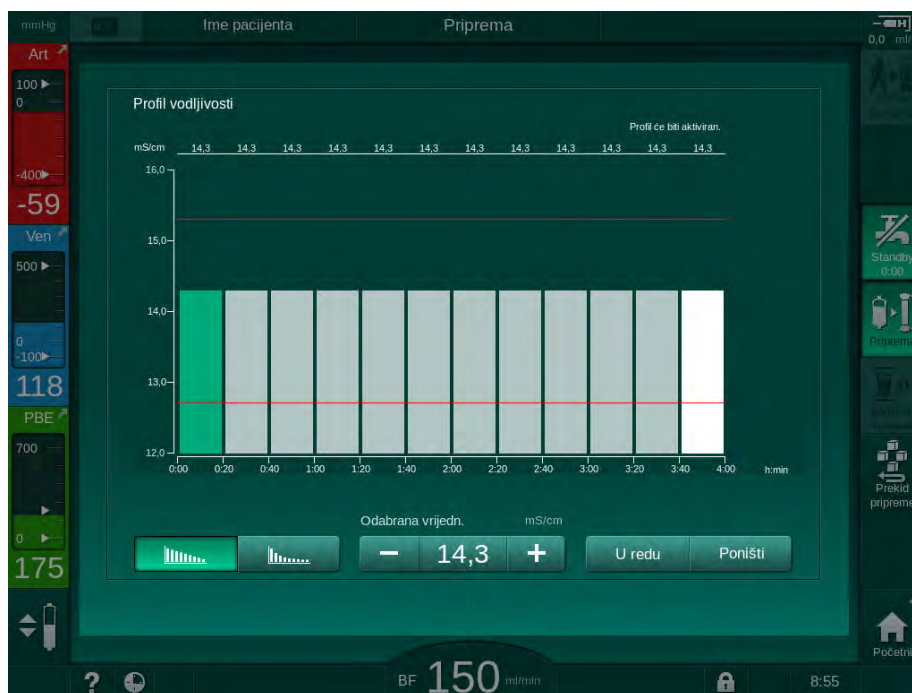 mmHg
Ime pacijenta
Priprema
0,0 ml/
Art
100
0
-400
-59
Ven
500
0
-100
118
PBE
700
0
175
Profil vodljivosti
Profil će biti aktiviran.
mS/cm 14,3 14,3 14,3 14,3 14,3 14,3 14,3 14,3 14,3 14,3 14,3 14,3
16,0
15,0
14,0
13,0
12,0
0:00 0:20 0:40 1:00 1:20 1:40 2:00 2:20 2:40 3:00 3:20 3:40 4:00 h:min
Odabrana vrijedn. mS/cm
− 14,3 +
U redu
Poništi
Standby
0:00
Priprema
Prekid
pripreme
Početni
? BF 150 ml/min 8:55